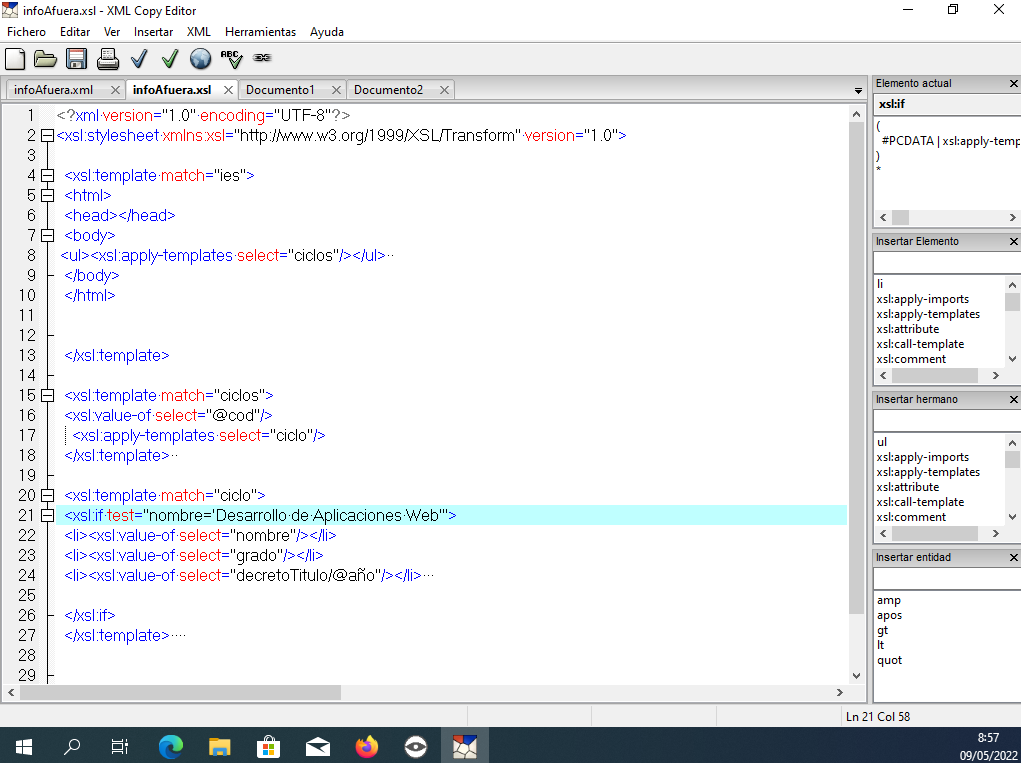 infoAfuera.xsl - XML Copy Editor
Fichero Editar Ver Insertar XML Herramientas Ayuda
ABC
infoAfuera.xml infoAfuera.xsl Documento1 Documento2
1 <?xml·version="1.0"·encoding="UTF-8"?>
2 <xsl:stylesheet·xmlns:xsl="http://www.w3.org/1999/XSL/Transform"·version="1.0">
3
4 <xsl:template·match="ies">
5 <html>
6 <head></head>
7 <body>
8 <ul><xsl:apply-templates·select="ciclos"/></ul>··
9 </body>
10 </html>
11
12
13 </xsl:template>
14
15 <xsl:template·match="ciclos">
16 <xsl:value-of·select="@cod"/>
17 <xsl:apply-templates·select="ciclo"/>
18 </xsl:template>··
19
20 <xsl:template·match="ciclo">
21 <xsl:if·test="nombre='Desarrollo·de·Aplicaciones·Web'">
22 <li><xsl:value-of·select="nombre"/></li>
23 <li><xsl:value-of·select="grado"/></li>
24 <li><xsl:value-of·select="decretoTitulo/@año"/></li>···
25
26 </xsl:if>
27 </xsl:template>····
28
29
Elemento actual
xsl:if
(
#PCDATA | xsl:apply-temp
)
*
Insertar Elemento
li
xsl:apply-imports
xsl:apply-templates
xsl:attribute
xsl:call-template
xsl:comment
Insertar hermano
ul
xsl:apply-imports
xsl:apply-templates
xsl:attribute
xsl:call-template
xsl:comment
Insertar entidad
amp
apos
gt
lt
quot
Ln 21 Col 58
8:57
09/05/2022